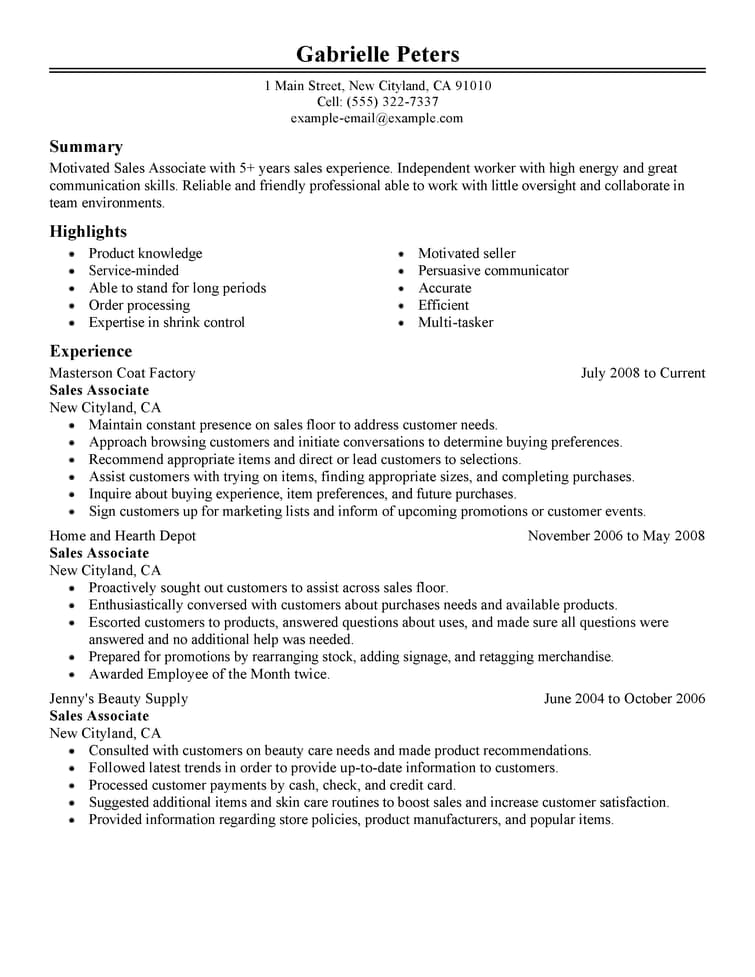 Gabrielle Peters
1 Main Street, New Cityland, CA 91010
Cell: (555) 322-7337
example-email@example.com
Summary
Motivated Sales Associate with 5+ years sales experience. Independent worker with high energy and great
communication skills. Reliable and friendly professional able to work with little oversight and collaborate in
team environments.
Highlights
• Product knowledge
• Service-minded
• Able to stand for long periods
• Order processing
• Expertise in shrink control
• Motivated seller
• Persuasive communicator
• Accurate
• Efficient
• Multi-tasker
Experience
Masterson Coat Factory July 2008 to Current
Sales Associate
New Cityland, CA
• Maintain constant presence on sales floor to address customer needs.
• Approach browsing customers and initiate conversations to determine buying preferences.
• Recommend appropriate items and direct or lead customers to selections.
• Assist customers with trying on items, finding appropriate sizes, and completing purchases.
• Inquire about buying experience, item preferences, and future purchases.
• Sign customers up for marketing lists and inform of upcoming promotions or customer events.
Home and Hearth Depot November 2006 to May 2008
Sales Associate
New Cityland, CA
• Proactively sought out customers to assist across sales floor.
• Enthusiastically conversed with customers about purchases needs and available products.
• Escorted customers to products, answered questions about uses, and made sure all questions were
answered and no additional help was needed.
• Prepared for promotions by rearranging stock, adding signage, and retagging merchandise.
• Awarded Employee of the Month twice.
Jenny's Beauty Supply June 2004 to October 2006
Sales Associate
New Cityland, CA
• Consulted with customers on beauty care needs and made product recommendations.
• Followed latest trends in order to provide up-to-date information to customers.
• Processed customer payments by cash, check, and credit card.
• Suggested additional items and skin care routines to boost sales and increase customer satisfaction.
• Provided information regarding store policies, product manufacturers, and popular items.